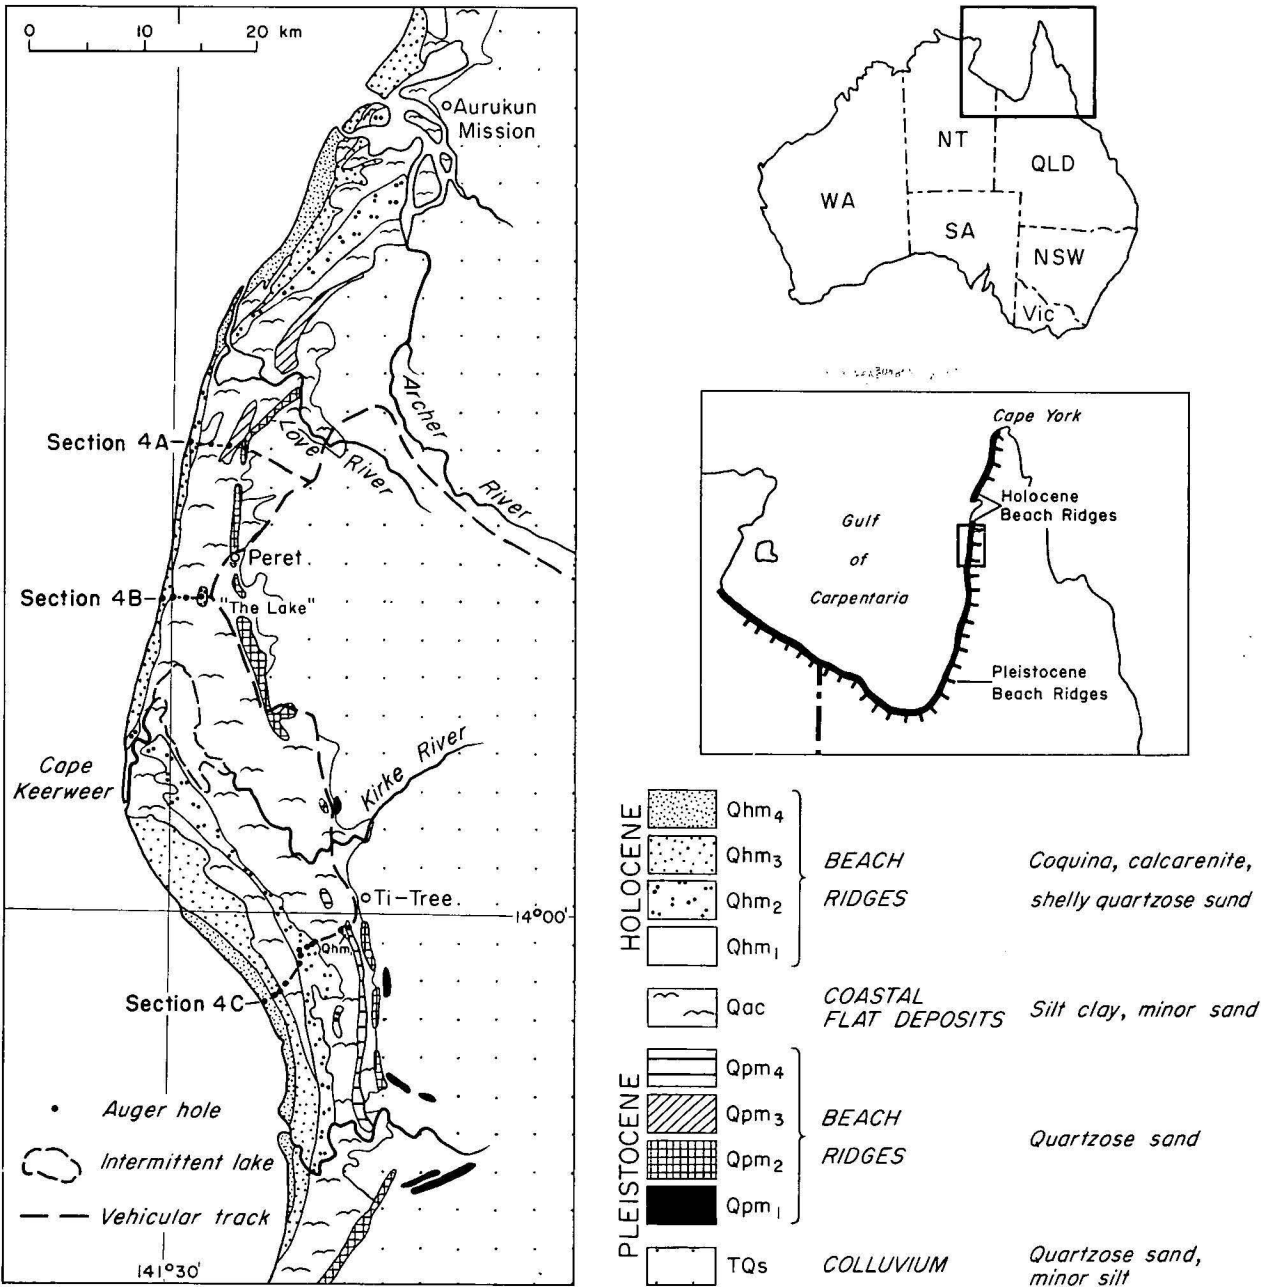 0 10 20 km
Aurukun
Mission
Archer
River
Love
River
Section 4A
Peret
Section 4B
"The Lake"
Kirke River
Cape
Keerweer
Ti-Tree
14°00'
Qhm1
Section 4C
Auger hole
Intermittent lake
Vehicular track
141°30'
WA
NT
QLD
SA
NSW
Vic
Cape York
Holocene
Beach Ridges
Gulf
of
Carpentaria
Pleistocene
Beach Ridges
HOLOCENE
Qhm4
Qhm3
Qhm2
Qhm1
BEACH
RIDGES
Coquina, calcarenite,
shelly quartzose sand
Qac
COASTAL
FLAT DEPOSITS
Silt clay, minor sand
PLEISTOCENE
Qpm4
Qpm3
Qpm2
Qpm1
BEACH
RIDGES
Quartzose sand
TQs
COLLUVIUM
Quartzose sand,
minor silt